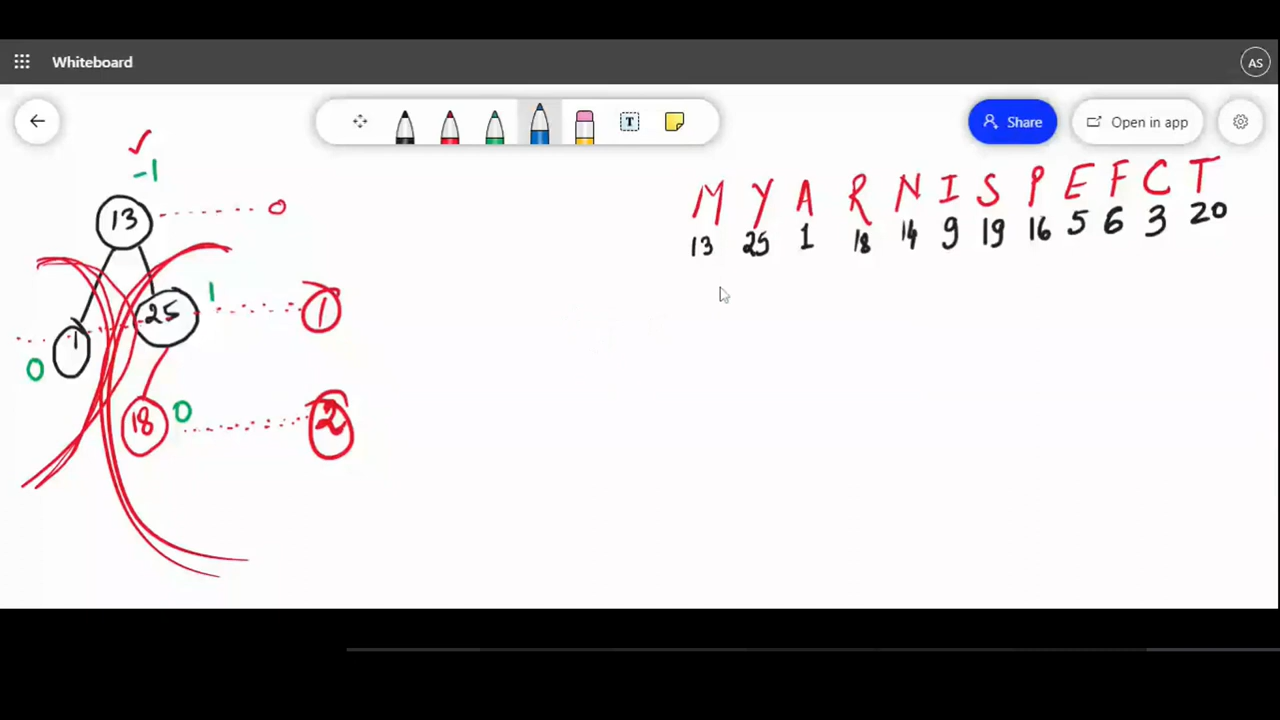 Whiteboard
AS
T
Share
Open in app
M Y A R N I S P E F C T
13 25 1 18 14 9 19 16 5 6 3 20
-1
13 0
25 1 1
1
0
18 0 2